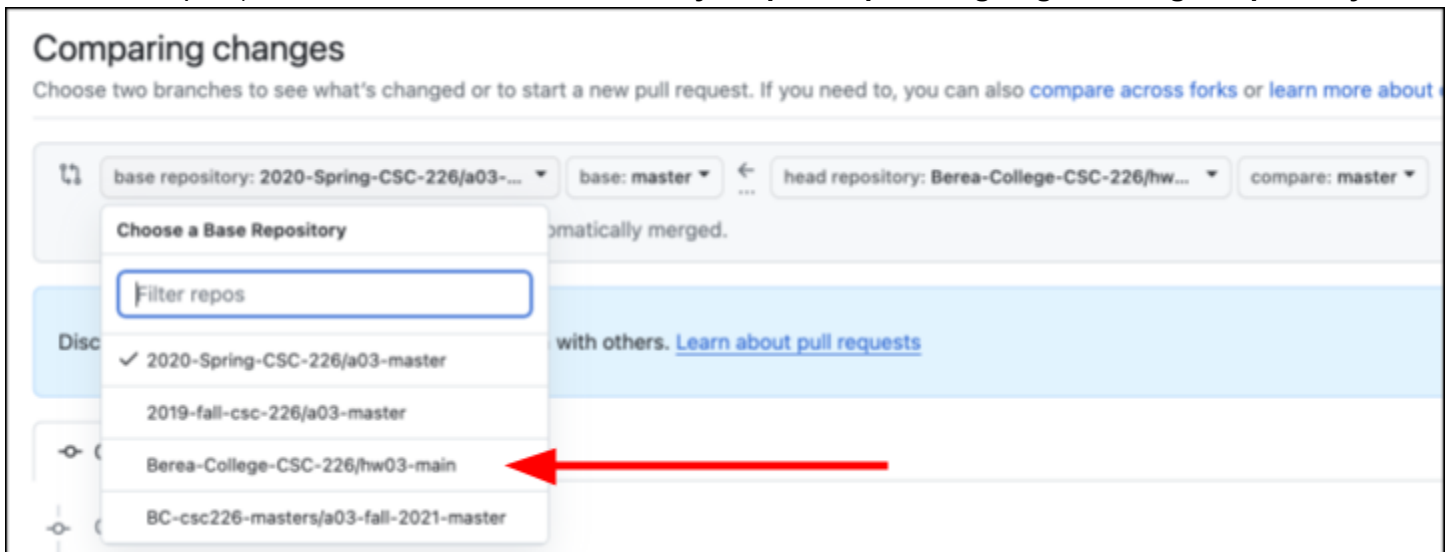 Comparing changes
Choose two branches to see what's changed or to start a new pull request. If you need to, you can also compare across forks or learn more about
base repository: 2020-Spring-CSC-226/a03-... base: master ← ... head repository: Berea-College-CSC-226/hw... compare: master
Choose a Base Repository omatically merged.
Filter repos
Disc with others. Learn about pull requests
✓ 2020-Spring-CSC-226/a03-master
2019-fall-csc-226/a03-master
Berea-College-CSC-226/hw03-main
BC-csc226-masters/a03-fall-2021-master